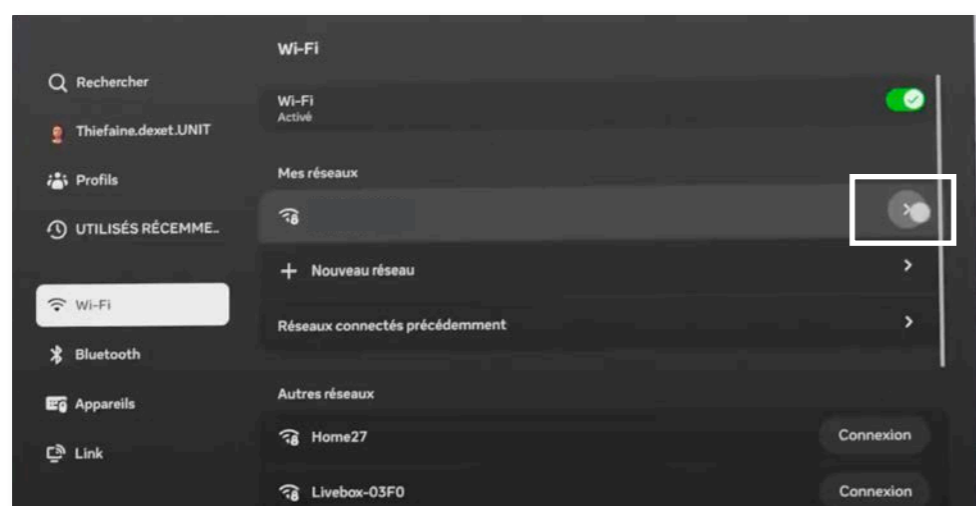 Wi-Fi
Rechercher
Thiefaine.dexet.UNIT
Profils
UTILISÉS RÉCEMME..
Wi-Fi
Bluetooth
Appareils
Link
Wi-Fi
Activé
Mes réseaux
Nouveau réseau
Réseaux connectés précédemment
Autres réseaux
Home27
Connexion
Livebox-03F0
Connexion